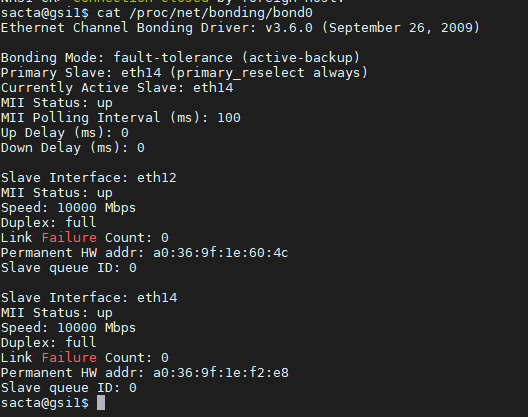 sacta@gsi1$ cat /proc/net/bonding/bond0
Ethernet Channel Bonding Driver: v3.6.0 (September 26, 2009)
Bonding Mode: fault-tolerance (active-backup)
Primary Slave: eth14 (primary_reselect always)
Currently Active Slave: eth14
MII Status: up
MII Polling Interval (ms): 100
Up Delay (ms): 0
Down Delay (ms): 0
Slave Interface: eth12
MII Status: up
Speed: 10000 Mbps
Duplex: full
Link Failure Count: 0
Permanent HW addr: a0:36:9f:1e:60:4c
Slave queue ID: 0
Slave Interface: eth14
MII Status: up
Speed: 10000 Mbps
Duplex: full
Link Failure Count: 0
Permanent HW addr: a0:36:9f:1e:f2:e8
Slave queue ID: 0
sacta@gsi1$